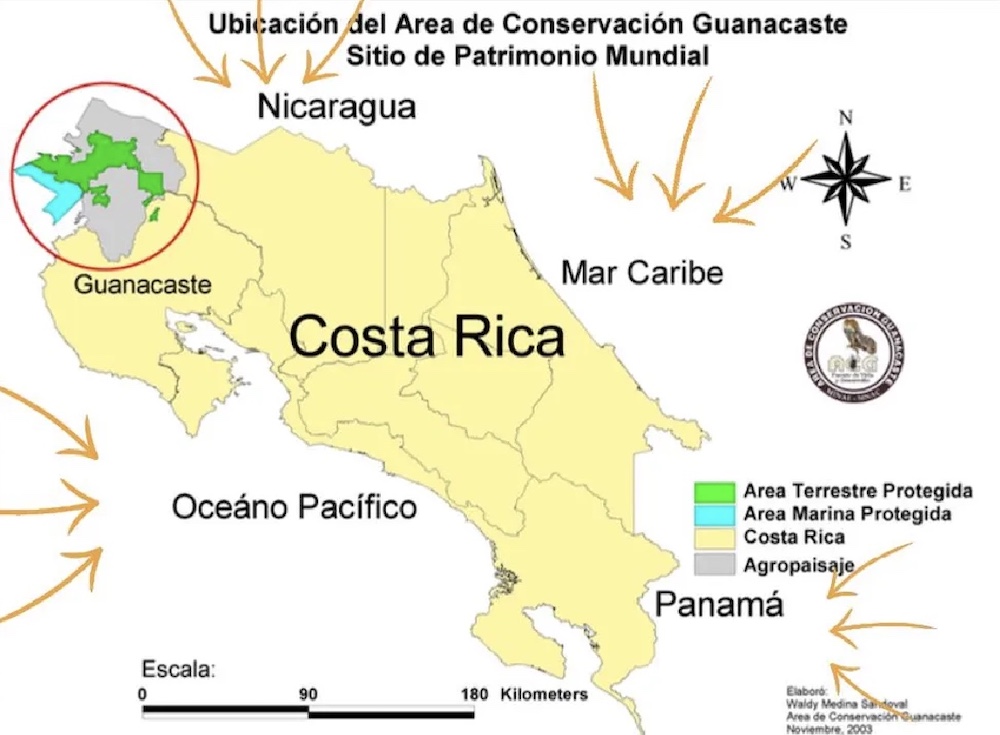 Ubicación del Area de Conservación Guanacaste
Sitio de Patrimonio Mundial
Nicaragua
N
W
E
S
Mar Caribe
Guanacaste
Costa Rica
AREA DE CONSERVACION GUANACASTE
ACG
MINAE - SINAC
Oceáno Pacífico
Area Terrestre Protegida
Area Marina Protegida
Costa Rica
Agropaisaje
Panamá
Escala:
0 90 180 Kilometers
Elaboró:
Waldy Medina Sandoval
Area de Conservación Guanacaste
Noviembre, 2003